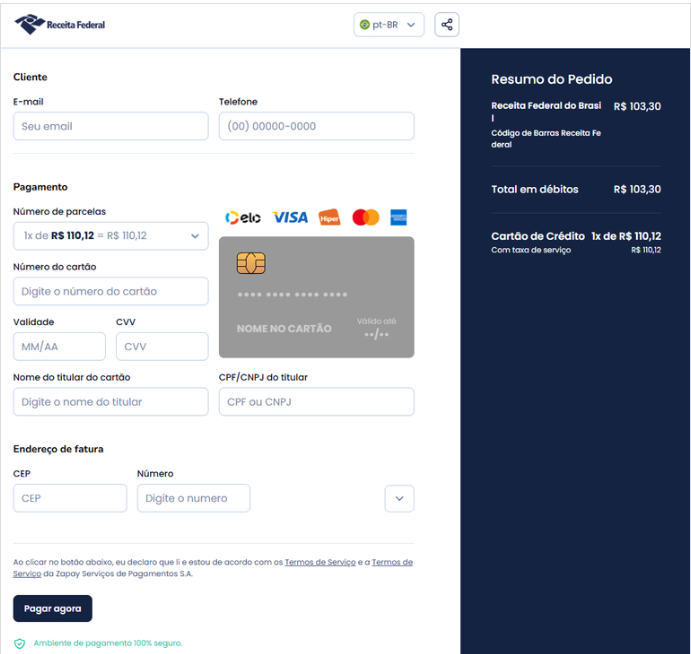 Receita Federal
pt-BR
Cliente
E-mail
Telefone
Seu email
(00) 00000-0000
Pagamento
Número de parcelas
1x de R$ 110,12 = R$ 110,12
elo VISA Hiper
Número do cartão
Digite o número do cartão
Validade
CVV
MM/AA
CVV
NOME NO CARTÃO
Válido até
••/••
Nome do titular do cartão
CPF/CNPJ do titular
Digite o nome do titular
CPF ou CNPJ
Endereço de fatura
CEP
Número
CEP
Digite o numero
Ao clicar no botão abaixo, eu declaro que li e estou de acordo com os Termos de Serviço e a Termos de
Serviço da Zapay Serviços de Pagamentos S.A.
Pagar agora
Ambiente de pagamento 100% seguro.
Resumo do Pedido
Receita Federal do Brasi
l
R$ 103,30
Código de Barras Receita Fe
deral
Total em débitos
R$ 103,30
Cartão de Crédito
1x de R$ 110,12
Com taxa de serviço
R$ 110,12